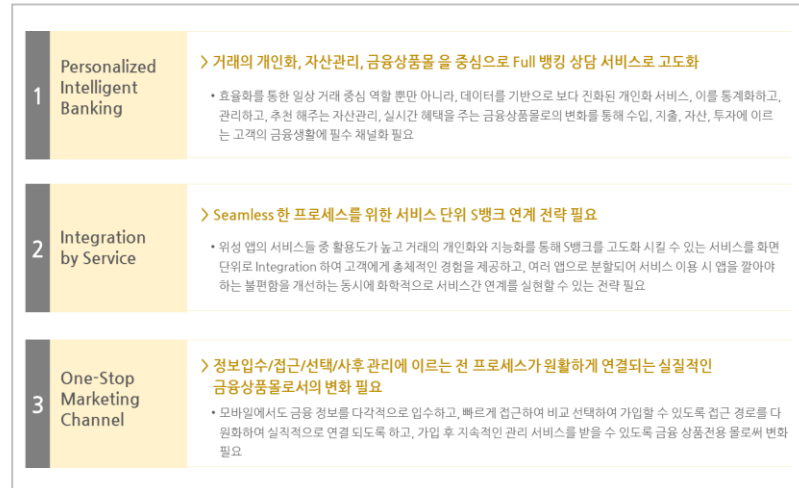 1
Personalized
Intelligent
Banking
> 거래의 개인화, 자산관리, 금융상품몰 을 중심으로 Full 뱅킹 상담 서비스로 고도화
• 효율화를 통한 일상 거래 중심 역할 뿐만 아니라, 데이터를 기반으로 보다 진화된 개인화 서비스, 이를 통계화하고,
관리하고, 추천 해주는 자산관리, 실시간 혜택을 주는 금융상품몰로의 변화를 통해 수입, 지출, 자산, 투자에 이르
는 고객의 금융생활에 필수 채널화 필요
2
Integration
by Service
> Seamless 한 프로세스를 위한 서비스 단위 S뱅크 연계 전략 필요
• 위성 앱의 서비스들 중 활용도가 높고 거래의 개인화와 지능화를 통해 S뱅크를 고도화 시킬 수 있는 서비스를 화면
단위로 Integration 하여 고객에게 총체적인 경험을 제공하고, 여러 앱으로 분할되어 서비스 이용 시 앱을 깔아야
하는 불편함을 개선하는 동시에 화학적으로 서비스간 연계를 실현할 수 있는 전략 필요
3
One-Stop
Marketing
Channel
> 정보입수/접근/선택/사후관리에 이르는 전 프로세스가 원활하게 연결되는 실질적인
금융상품몰로서의 변화 필요
• 모바일에서도 금융 정보를 다각적으로 입수하고, 빠르게 접근하여 비교 선택하여 가입할 수 있도록 접근 경로를 다
원화하여 실직적으로 연결 되도록 하고, 가입 후 지속적인 관리 서비스를 받을 수 있도록 금융 상품전용 몰로써 변화
필요